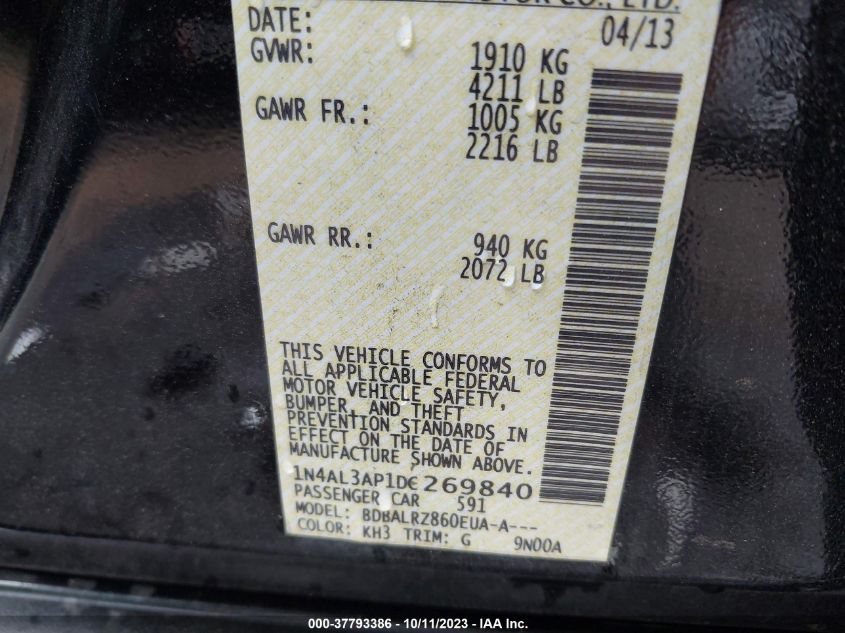 MOTOR CO., LTD.
DATE: 04/13
GVWR: 1910 KG
4211 LB
GAWR FR.: 1005 KG
2216 LB
GAWR RR.: 940 KG
2072 LB
THIS VEHICLE CONFORMS TO
ALL APPLICABLE FEDERAL
MOTOR VEHICLE SAFETY,
BUMPER, AND THEFT
PREVENTION STANDARDS IN
EFFECT ON THE DATE OF
MANUFACTURE SHOWN ABOVE.
1N4AL3AP1DC269840
PASSENGER CAR 591
MODEL: BDBALRZ860EUA-A---
COLOR: KH3 TRIM: G 9N00A
000-37793386 - 10/11/2023 - IAA Inc.